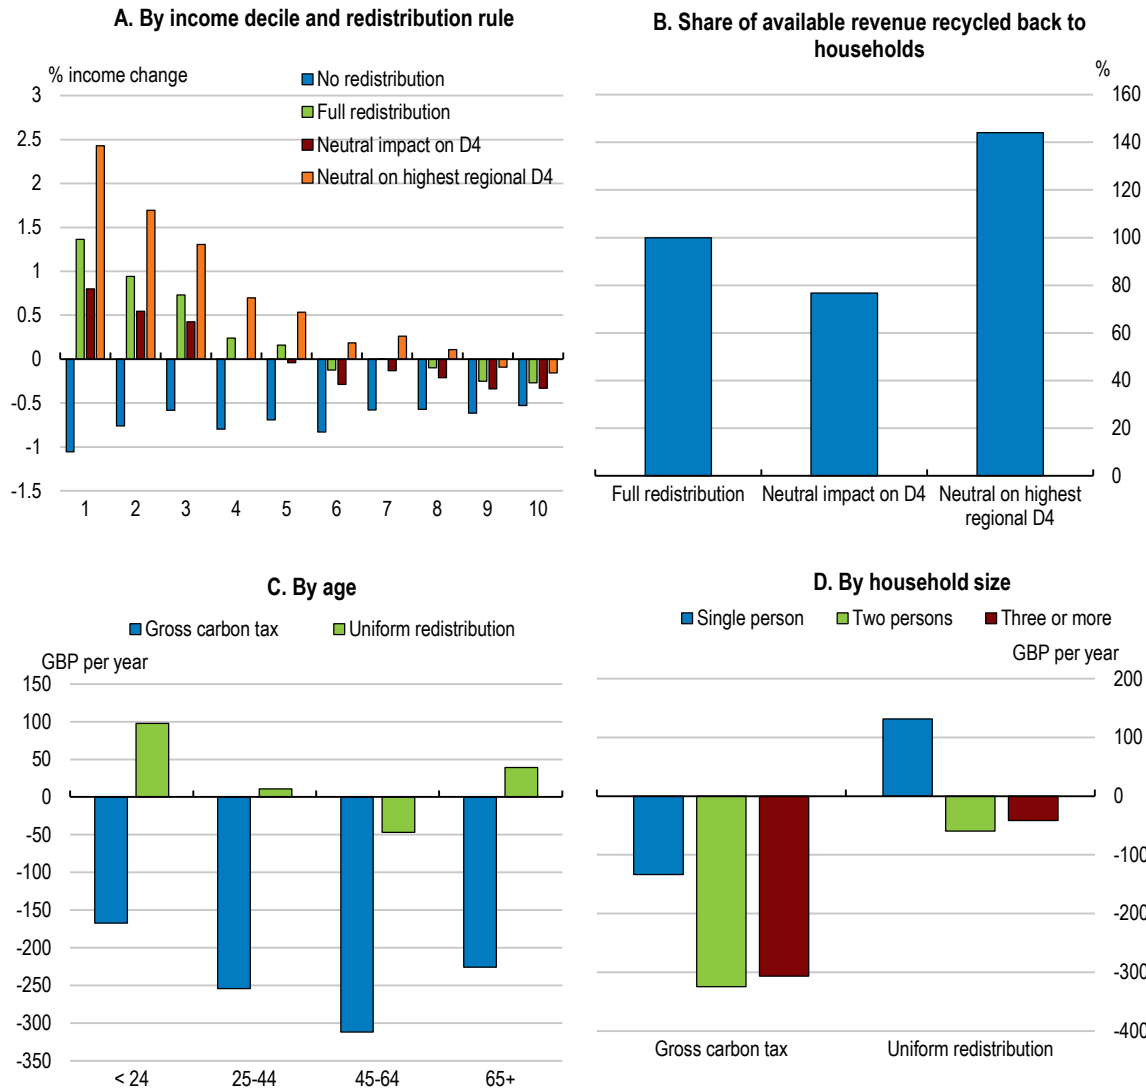 A. By income decile and redistribution rule
% income change
No redistribution
Full redistribution
Neutral impact on D4
Neutral on highest regional D4
3
2.5
2
1.5
1
0.5
0
-0.5
-1
-1.5
1 2 3 4 5 6 7 8 9 10
B. Share of available revenue recycled back to
households
%
160
140
120
100
80
60
40
20
0
Full redistribution Neutral impact on D4 Neutral on highest
regional D4
C. By age
Gross carbon tax Uniform redistribution
GBP per year
150
100
50
0
-50
-100
-150
-200
-250
-300
-350
< 24 25-44 45-64 65+
D. By household size
Single person Two persons Three or more
GBP per year
200
100
0
-100
-200
-300
-400
Gross carbon tax Uniform redistribution